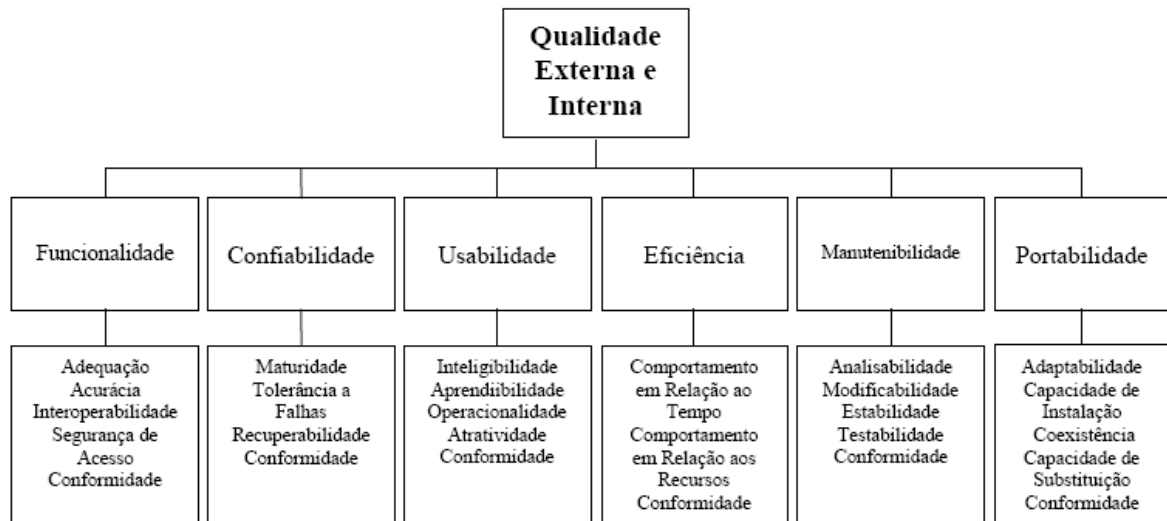 Qualidade
Externa e
Interna
Funcionalidade
Confiabilidade
Usabilidade
Eficiência
Manutenibilidade
Portabilidade
Adequação
Acurácia
Interoperabilidade
Segurança de
Acesso
Conformidade
Maturidade
Tolerância a
Falhas
Recuperabilidade
Conformidade
Inteligibilidade
Aprendiibilidade
Operacionalidade
Atratividade
Conformidade
Comportamento
em Relação ao
Tempo
Comportamento
em Relação aos
Recursos
Conformidade
Analisabilidade
Modificabilidade
Estabilidade
Testabilidade
Conformidade
Adaptabilidade
Capacidade de
Instalação
Coexistência
Capacidade de
Substituição
Conformidade